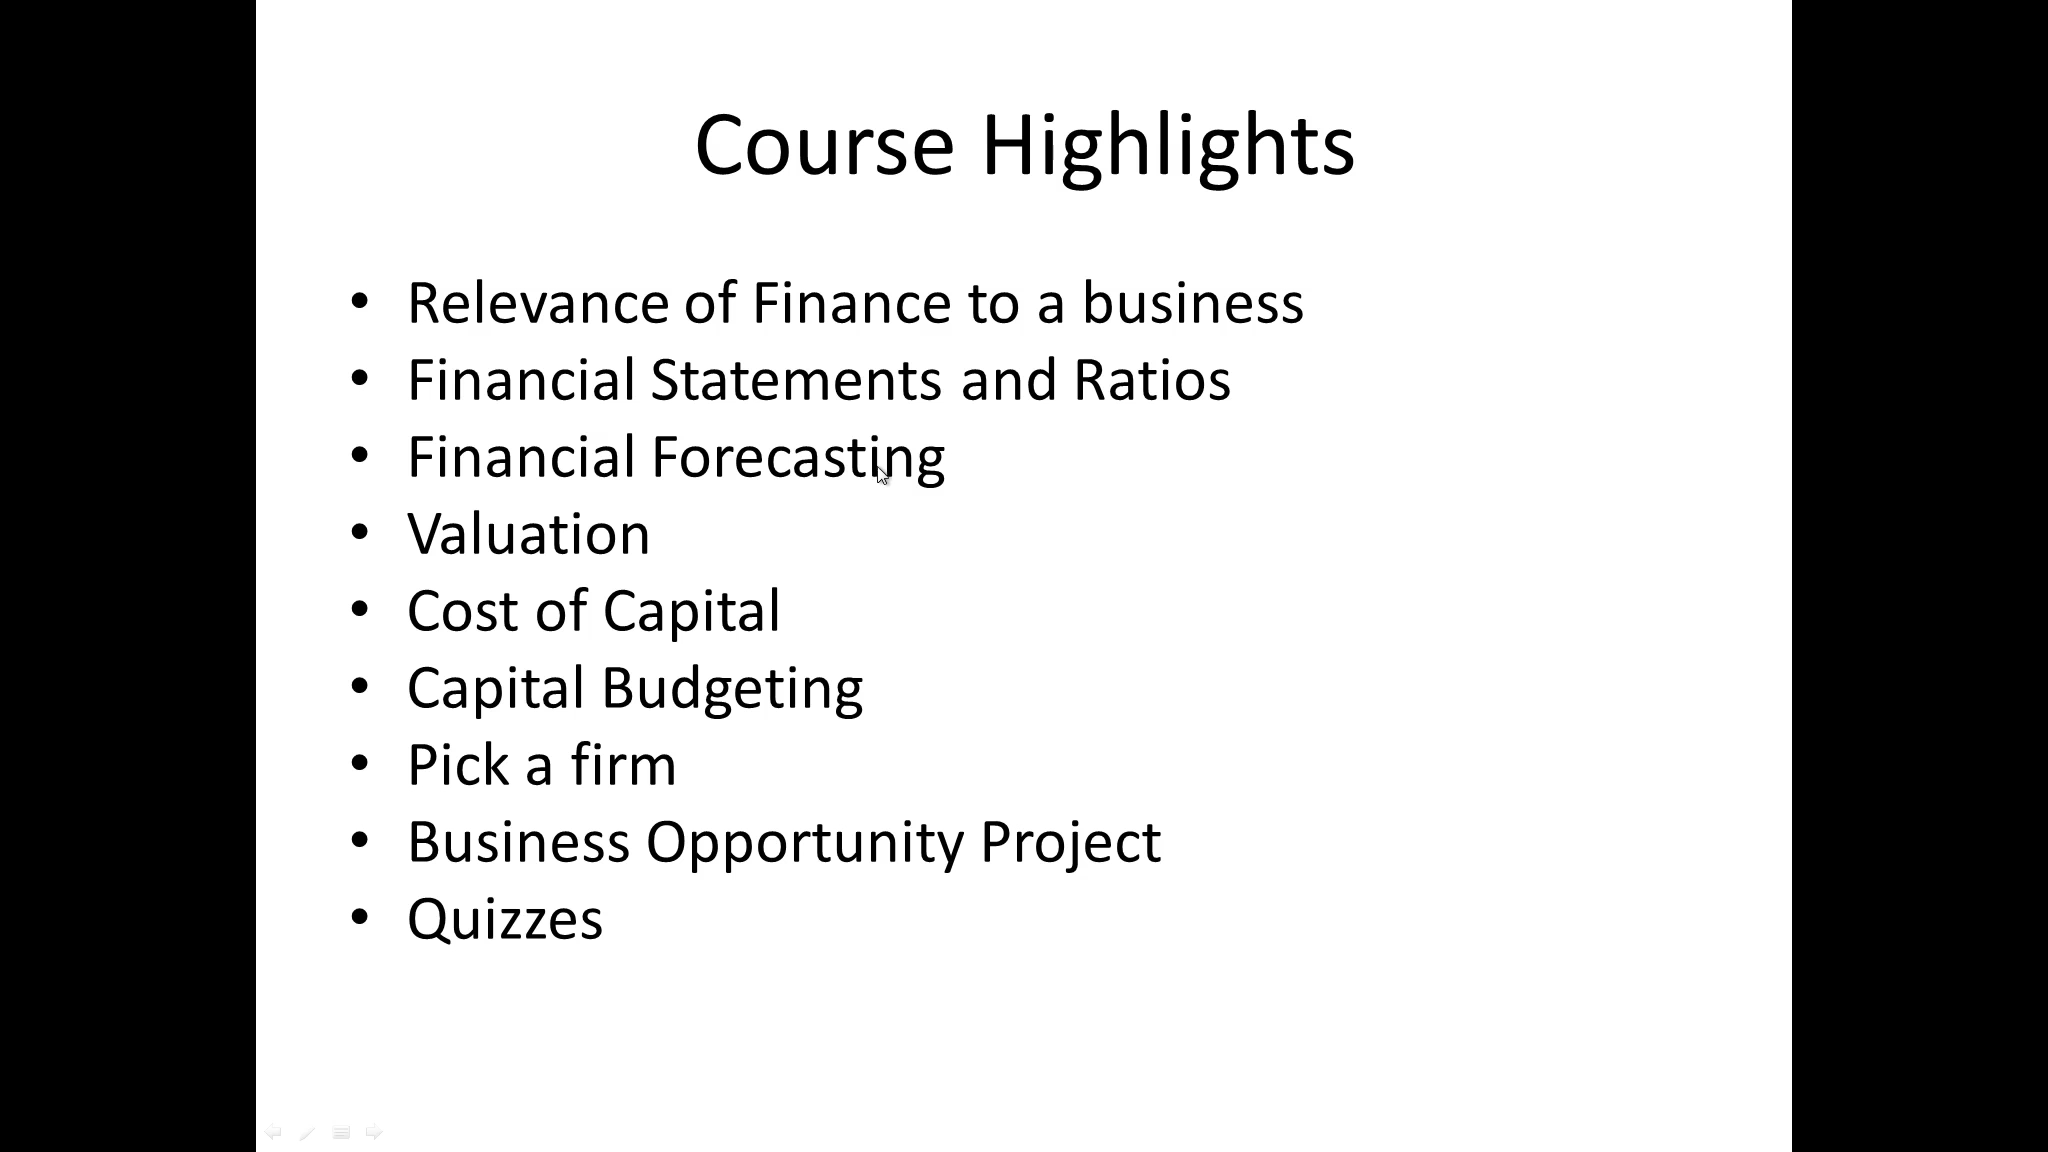 Course Highlights
• Relevance of Finance to a business
• Financial Statements and Ratios
• Financial Forecasting
• Valuation
• Cost of Capital
• Capital Budgeting
• Pick a firm
• Business Opportunity Project
• Quizzes